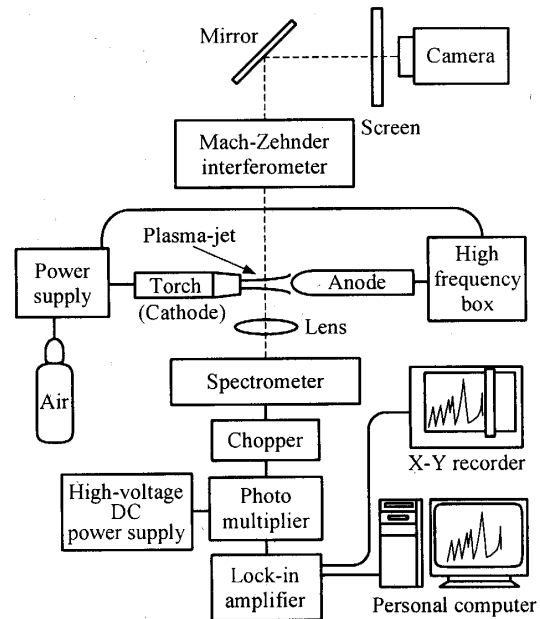 Mirror
Camera
Screen
Mach-Zehnder
interferometer
Plasma-jet
Power
supply
Torch
(Cathode)
Anode
High
frequency
box
Lens
Air
Spectrometer
Chopper
X-Y recorder
High-voltage
DC
power supply
Photo
multiplier
Lock-in
amplifier
Personal computer